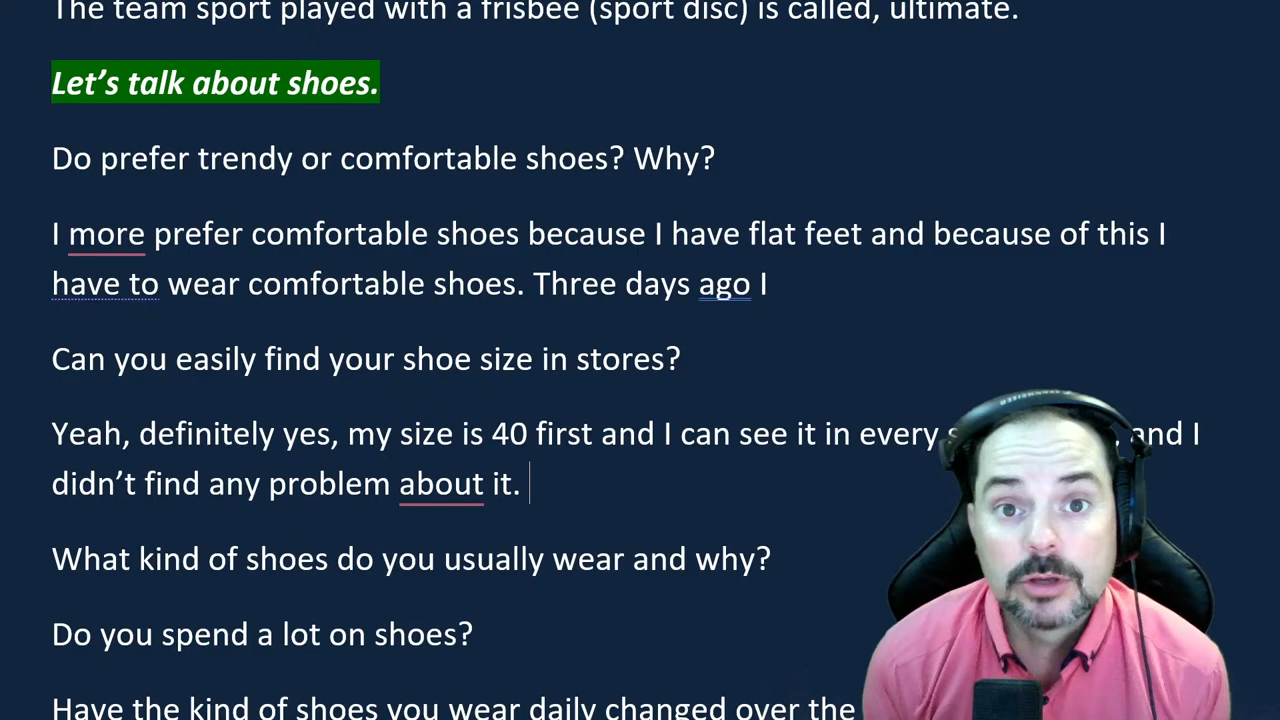 The team sport played with a frisbee (sport disc) is called, ultimate.
Let’s talk about shoes.
Do prefer trendy or comfortable shoes? Why?
I more prefer comfortable shoes because I have flat feet and because of this I
have to wear comfortable shoes. Three days ago I
Can you easily find your shoe size in stores?
Yeah, definitely yes, my size is 40 first and I can see it in every and I
didn’t find any problem about it.
What kind of shoes do you usually wear and why?
Do you spend a lot on shoes?
Have the kind of shoes you wear daily changed over the